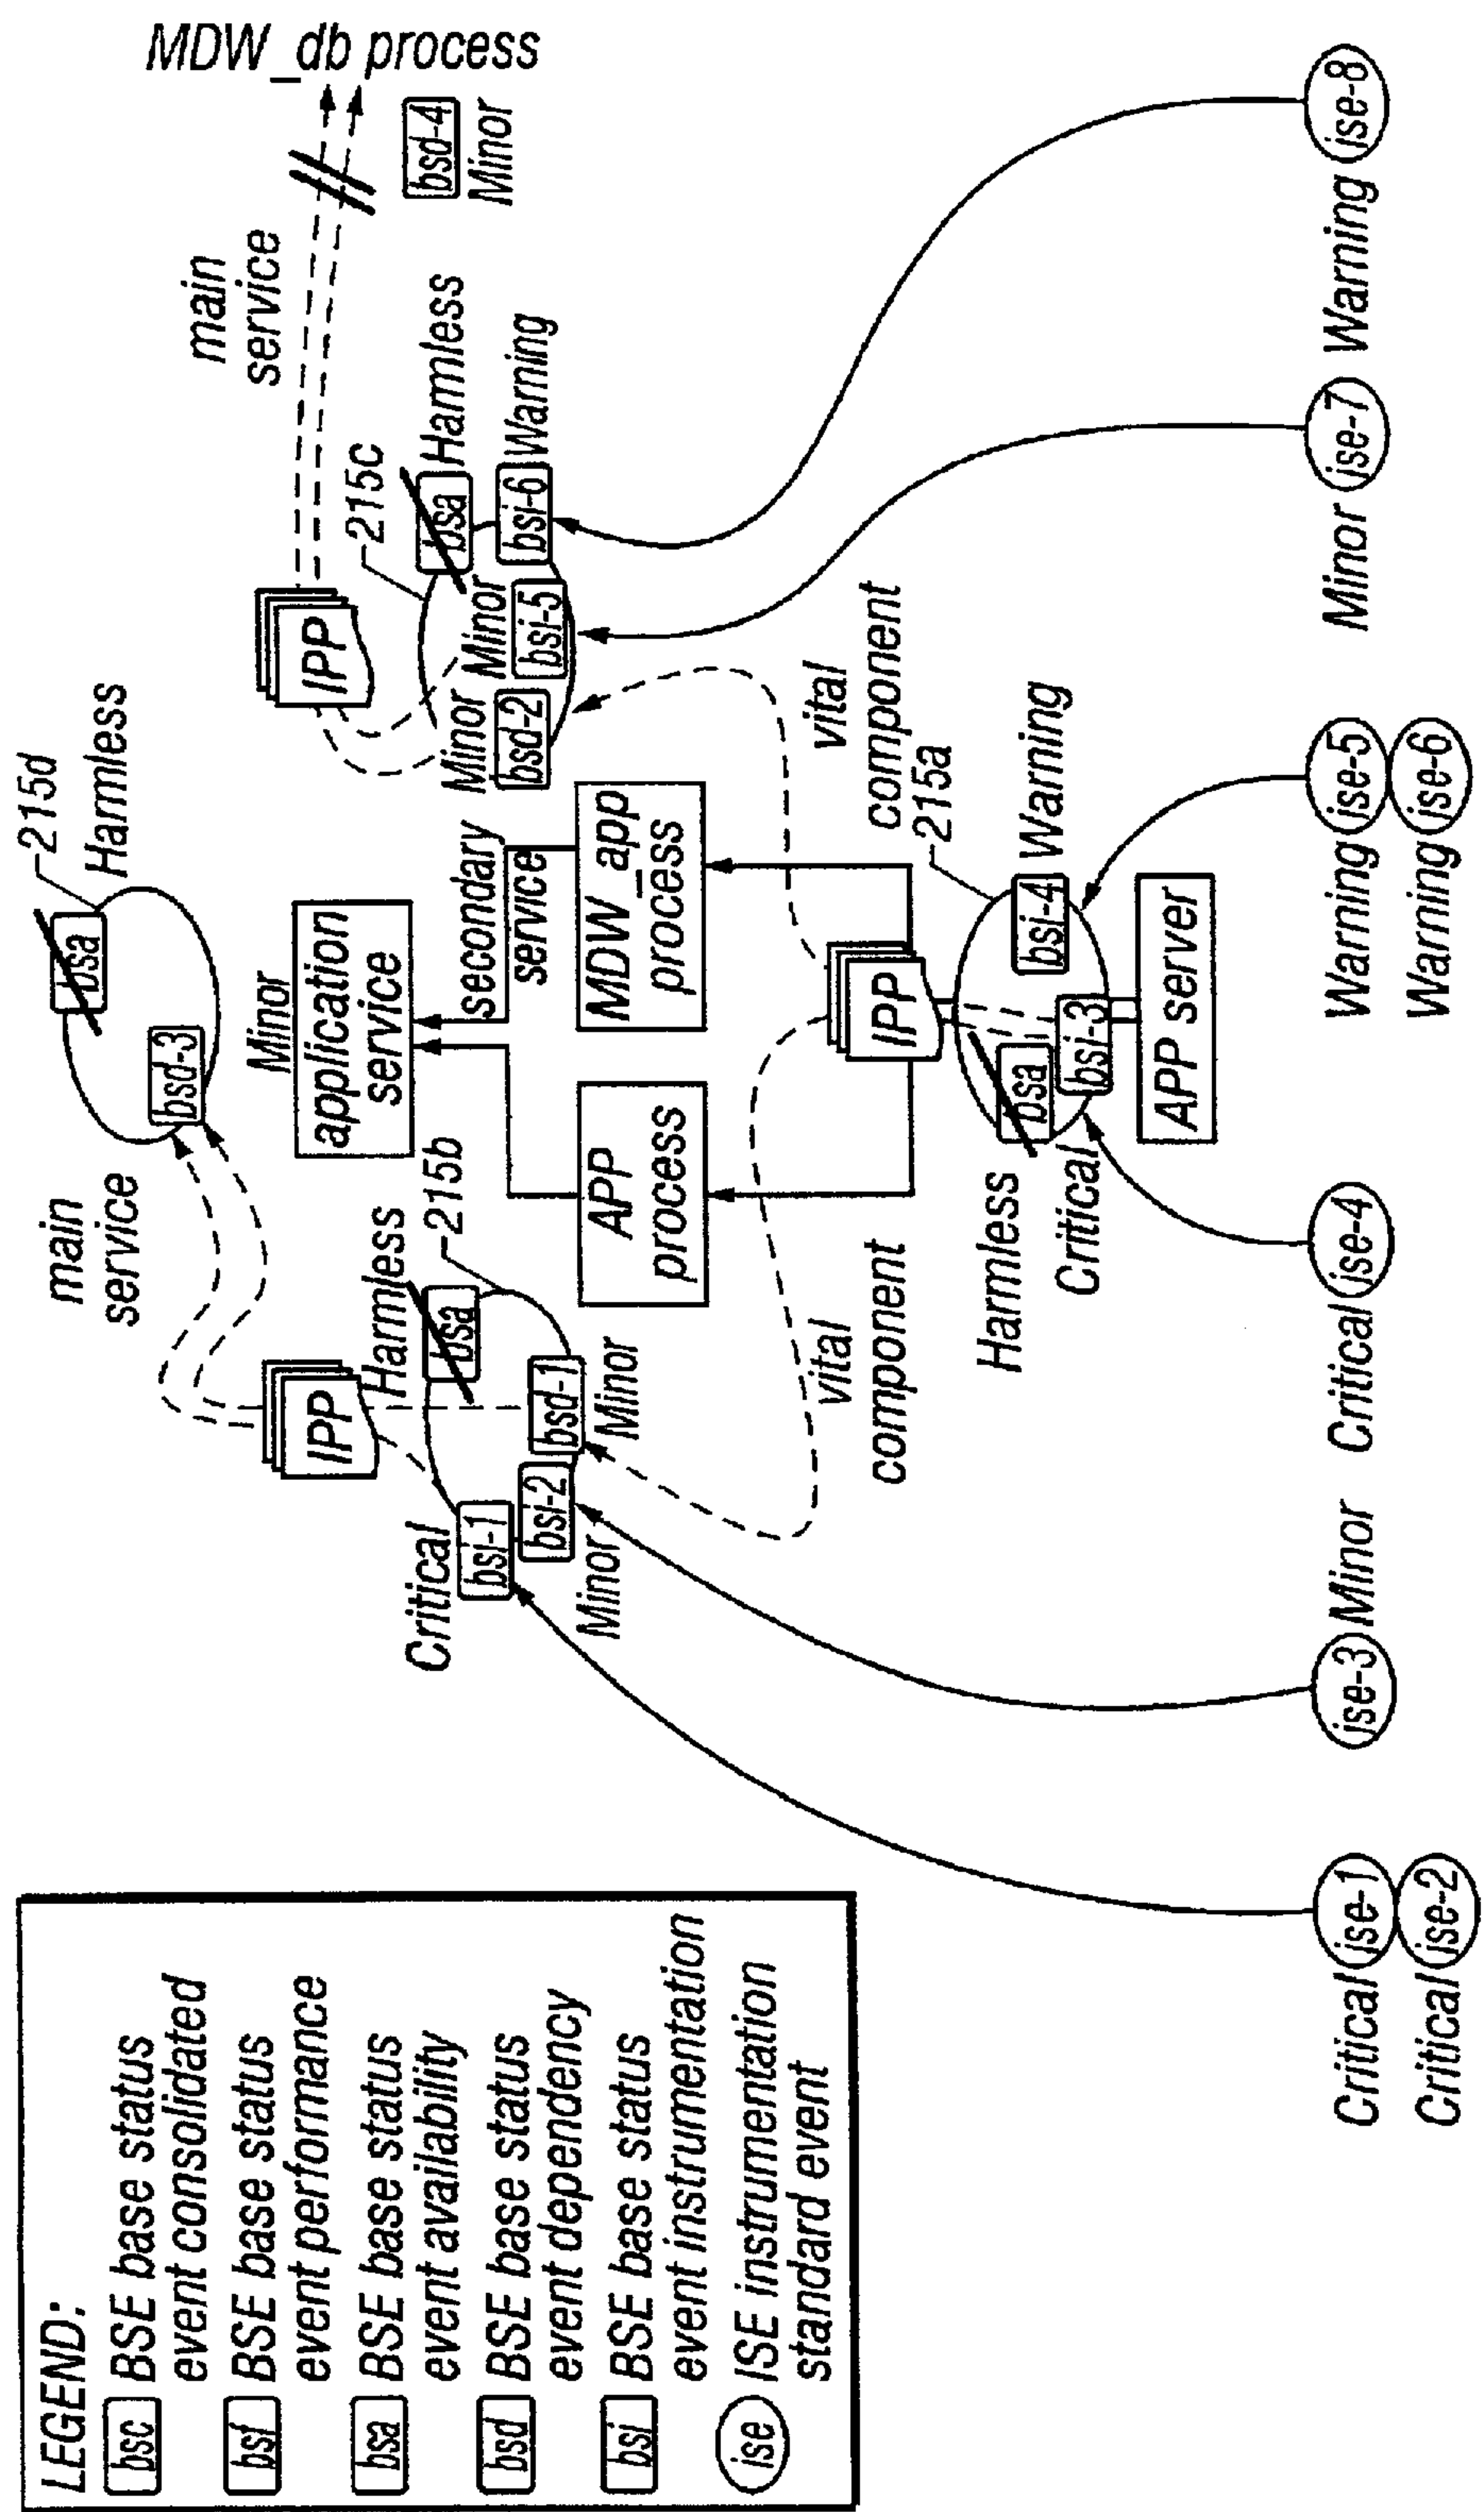 LEGEND:
bsc BSE base status
event consolidated
bsf BSE base status
event performance
bsa BSE base status
event availability
bsd BSE base status
event dependency
bsi BSE base status
event instrumentation
ise ISE instrumentation
standard event
main
service
215d
Harmless
bsa
bsd-3
MDW_db process
main
service
bsd-4
Minor
IPP
Harmless
215b
bsa
Critical
bsi-1
bsi-2
Minor
bsd-1
Minor
Minor
application
service
secondary
service
APP
process
MDW_app
process
IPP
215c
Harmless
bsa
Minor
bsd-2
Minor
bsi-5
bsi-6
Warning
vital
component
vital
component
IPP
215a
Harmless
bsa
Critical
bsi-3
bsi-4
Warning
APP server
Critical ise-1
Critical ise-2
ise-3 Minor
Critical ise-4
Warning ise-5
Warning ise-6
Minor ise-7
Warning ise-8